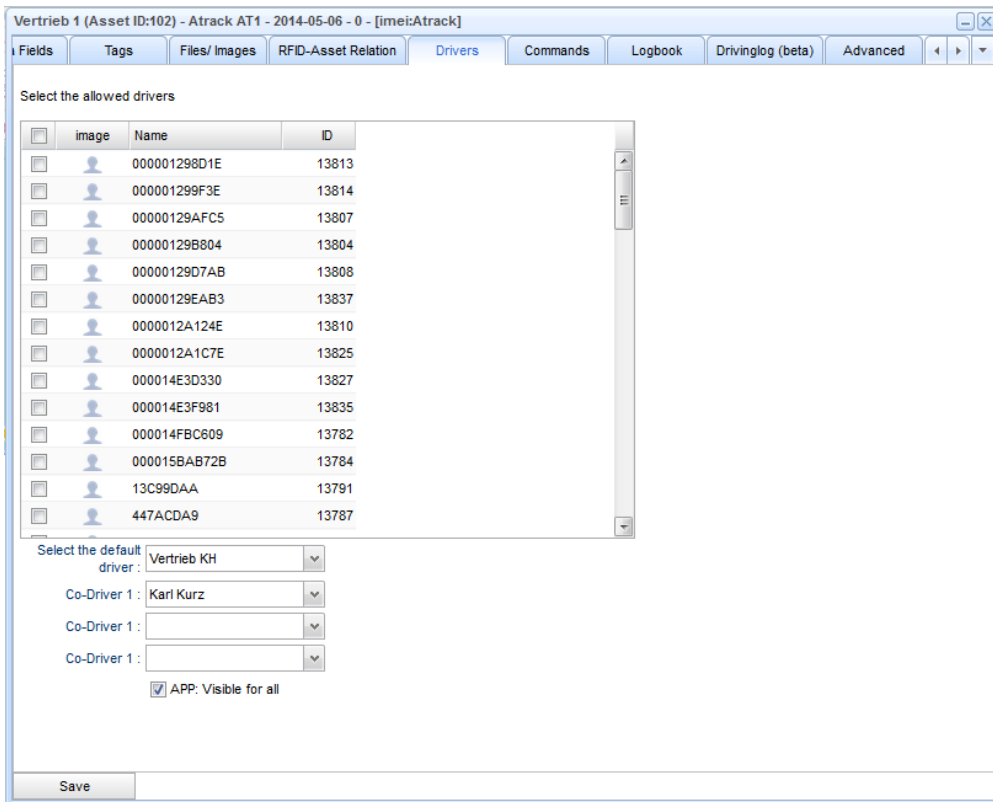 Vertrieb 1 (Asset ID:102) - Atrack AT1 - 2014-05-06 - 0 - [imei:Atrack]
Fields Tags Files/ Images RFID-Asset Relation Drivers Commands Logbook Drivinglog (beta) Advanced
Select the allowed drivers
image Name ID
000001298D1E 13813
000001299F3E 13814
00000129AFC5 13807
00000129B804 13804
00000129D7AB 13808
00000129EAB3 13837
0000012A124E 13810
0000012A1C7E 13825
000014E3D330 13827
000014E3F981 13835
000014FBC609 13782
000015BAB72B 13784
13C99DAA 13791
447ACDA9 13787
Select the default
driver : Vertrieb KH
Co-Driver 1 : Karl Kurz
Co-Driver 1 :
Co-Driver 1 :
APP: Visible for all
Save